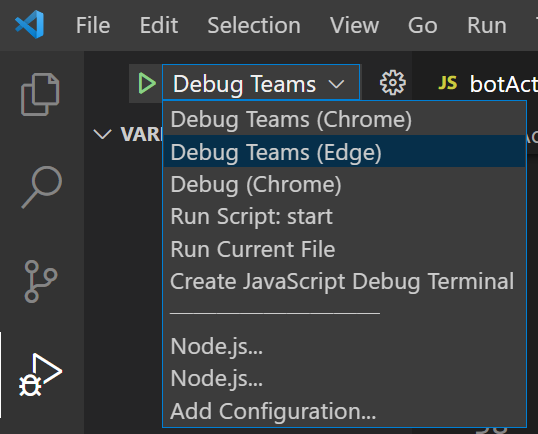 File Edit Selection View Go Run
Debug Teams
JS botAct
VARI
Debug Teams (Chrome)
Debug Teams (Edge)
Debug (Chrome)
Run Script: start
Run Current File
Create JavaScript Debug Terminal
Node.js...
Node.js...
Add Configuration...